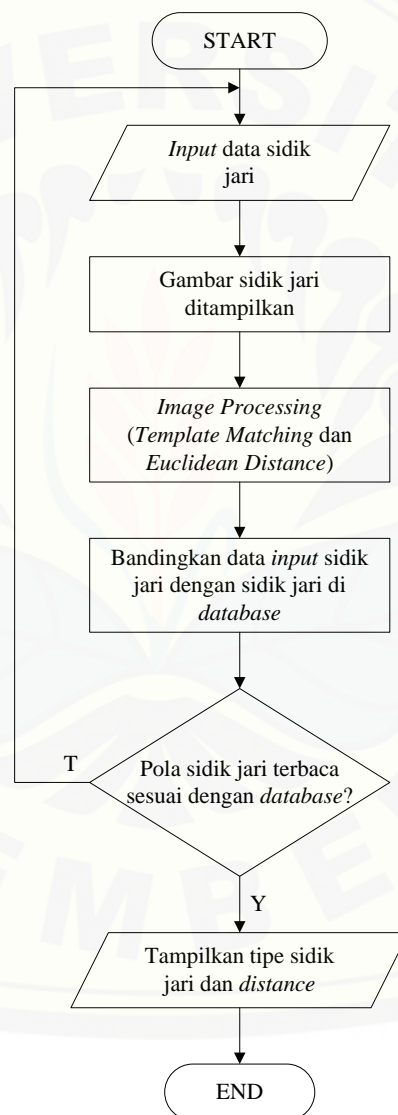 START
Input data sidik
jari
Gambar sidik jari
ditampilkan
Image Processing
(Template Matching dan
Euclidean Distance)
Bandingkan data input sidik
jari dengan sidik jari di
database
T
Pola sidik jari terbaca
sesuai dengan database?
Y
Tampilkan tipe sidik
jari dan distance
END